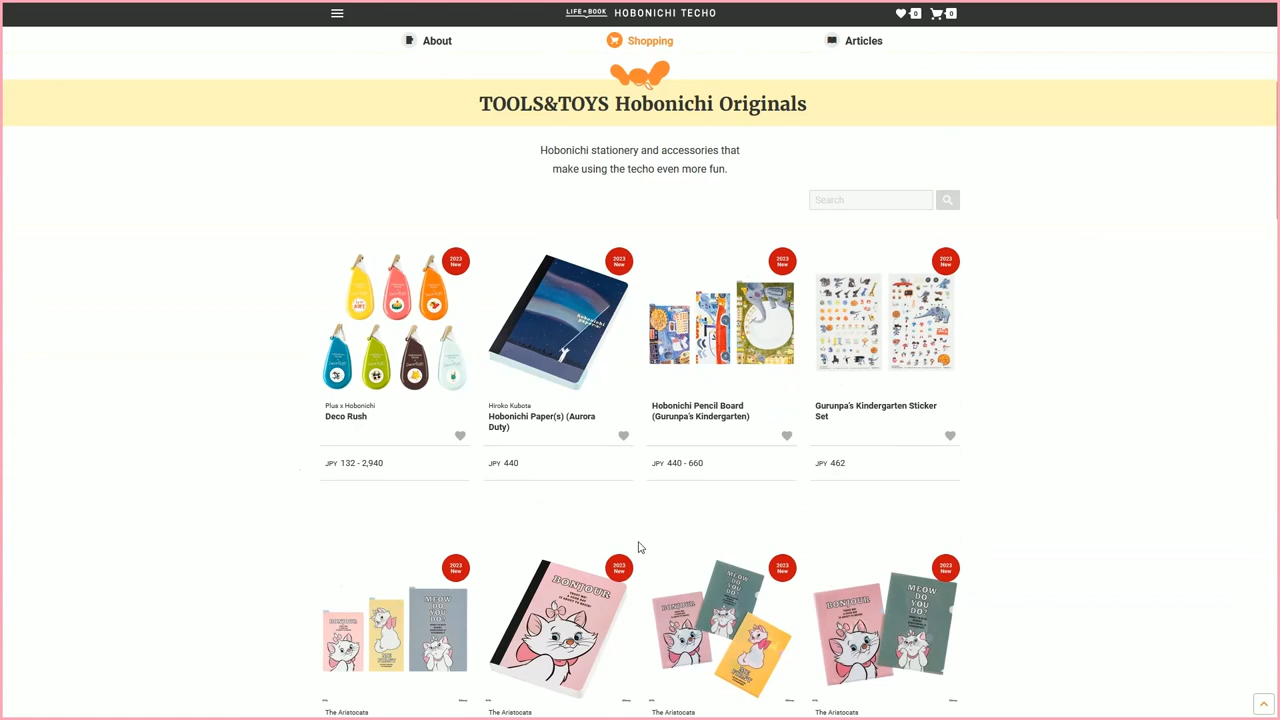 LIFE is BOOK HOBONICHI TECHO
0
0
About
Shopping
Articles
TOOLS&TOYS Hobonichi Originals
Hobonichi stationery and accessories that
make using the techo even more fun.
Search
2023
New
2023
New
2023
New
2023
New
hobonichi
paper(s)
Plus x Hobonichi
Deco Rush
Hiroko Kubota
Hobonichi Paper(s) (Aurora
Duty)
Hobonichi Pencil Board
(Gurunpa's Kindergarten)
Gurunpa's Kindergarten Sticker
Set
JPY 132 - 2,940
JPY 440
JPY 440 - 660
JPY 462
2023
New
2023
New
2023
New
2023
New
BONJOUR
MEOW
DO
YOU
DO?
BONJOUR
BONJOUR
MEOW
DO
YOU
DO?
BONJOUR
MEOW
DO YOU
DO?
The Aristocats
The Aristocats
The Aristocats
The Aristocats